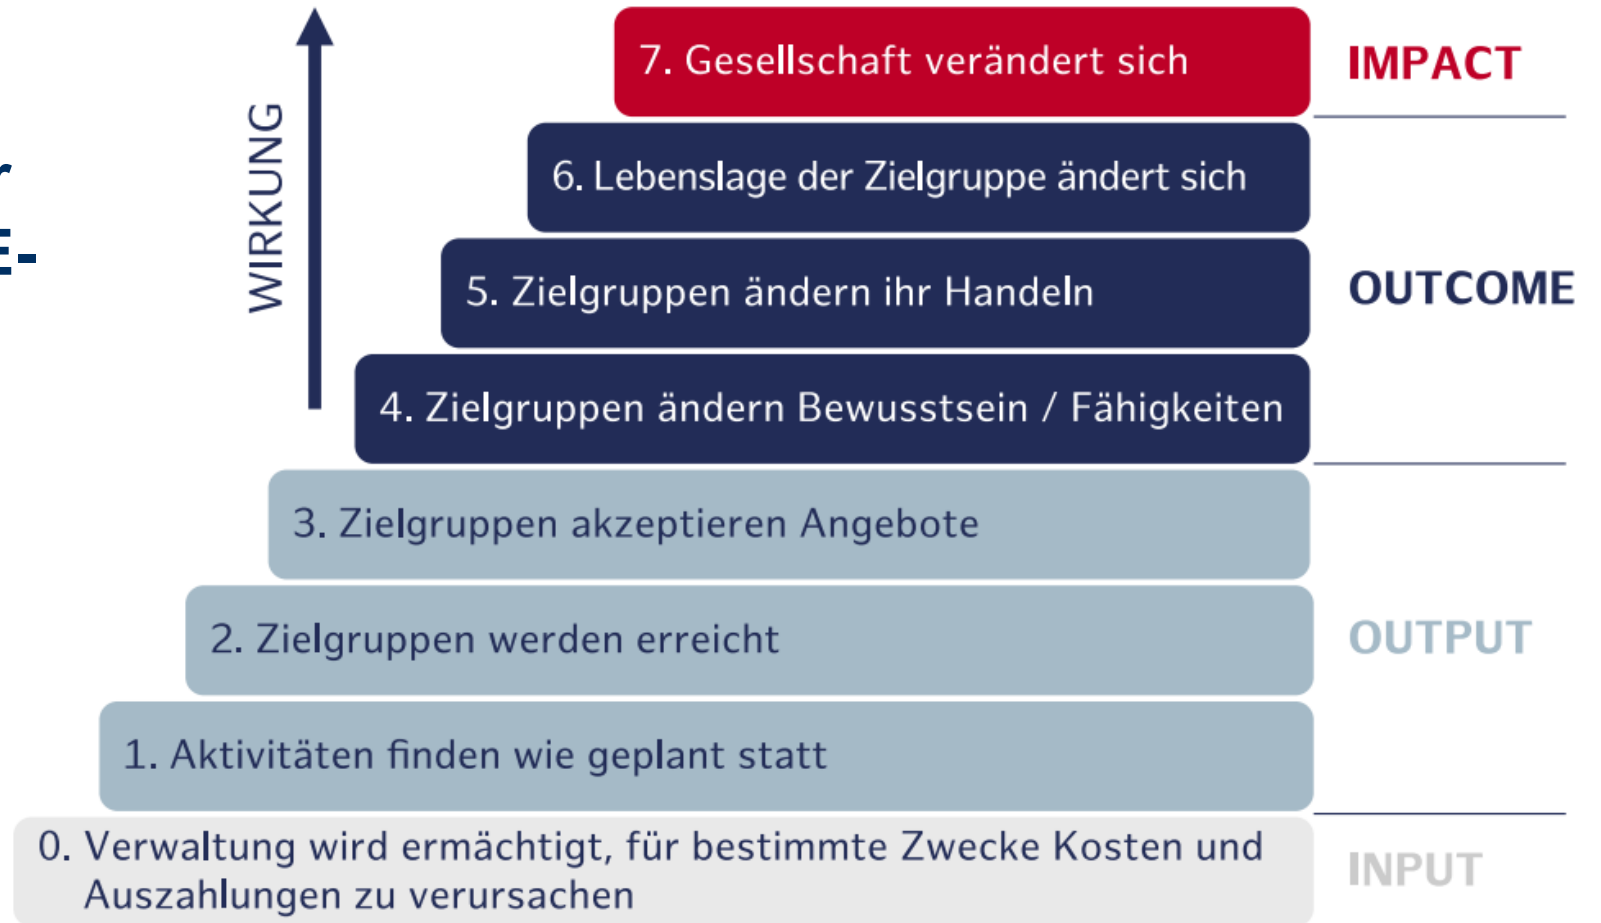 7. Gesellschaft verändert sich
IMPACT
WIRKUNG
6. Lebenslage der Zielgruppe ändert sich
5. Zielgruppen ändern ihr Handeln
OUTCOME
4. Zielgruppen ändern Bewusstsein / Fähigkeiten
3. Zielgruppen akzeptieren Angebote
2. Zielgruppen werden erreicht
OUTPUT
1. Aktivitäten finden wie geplant statt
0. Verwaltung wird ermächtigt, für bestimmte Zwecke Kosten und
Auszahlungen zu verursachen
INPUT